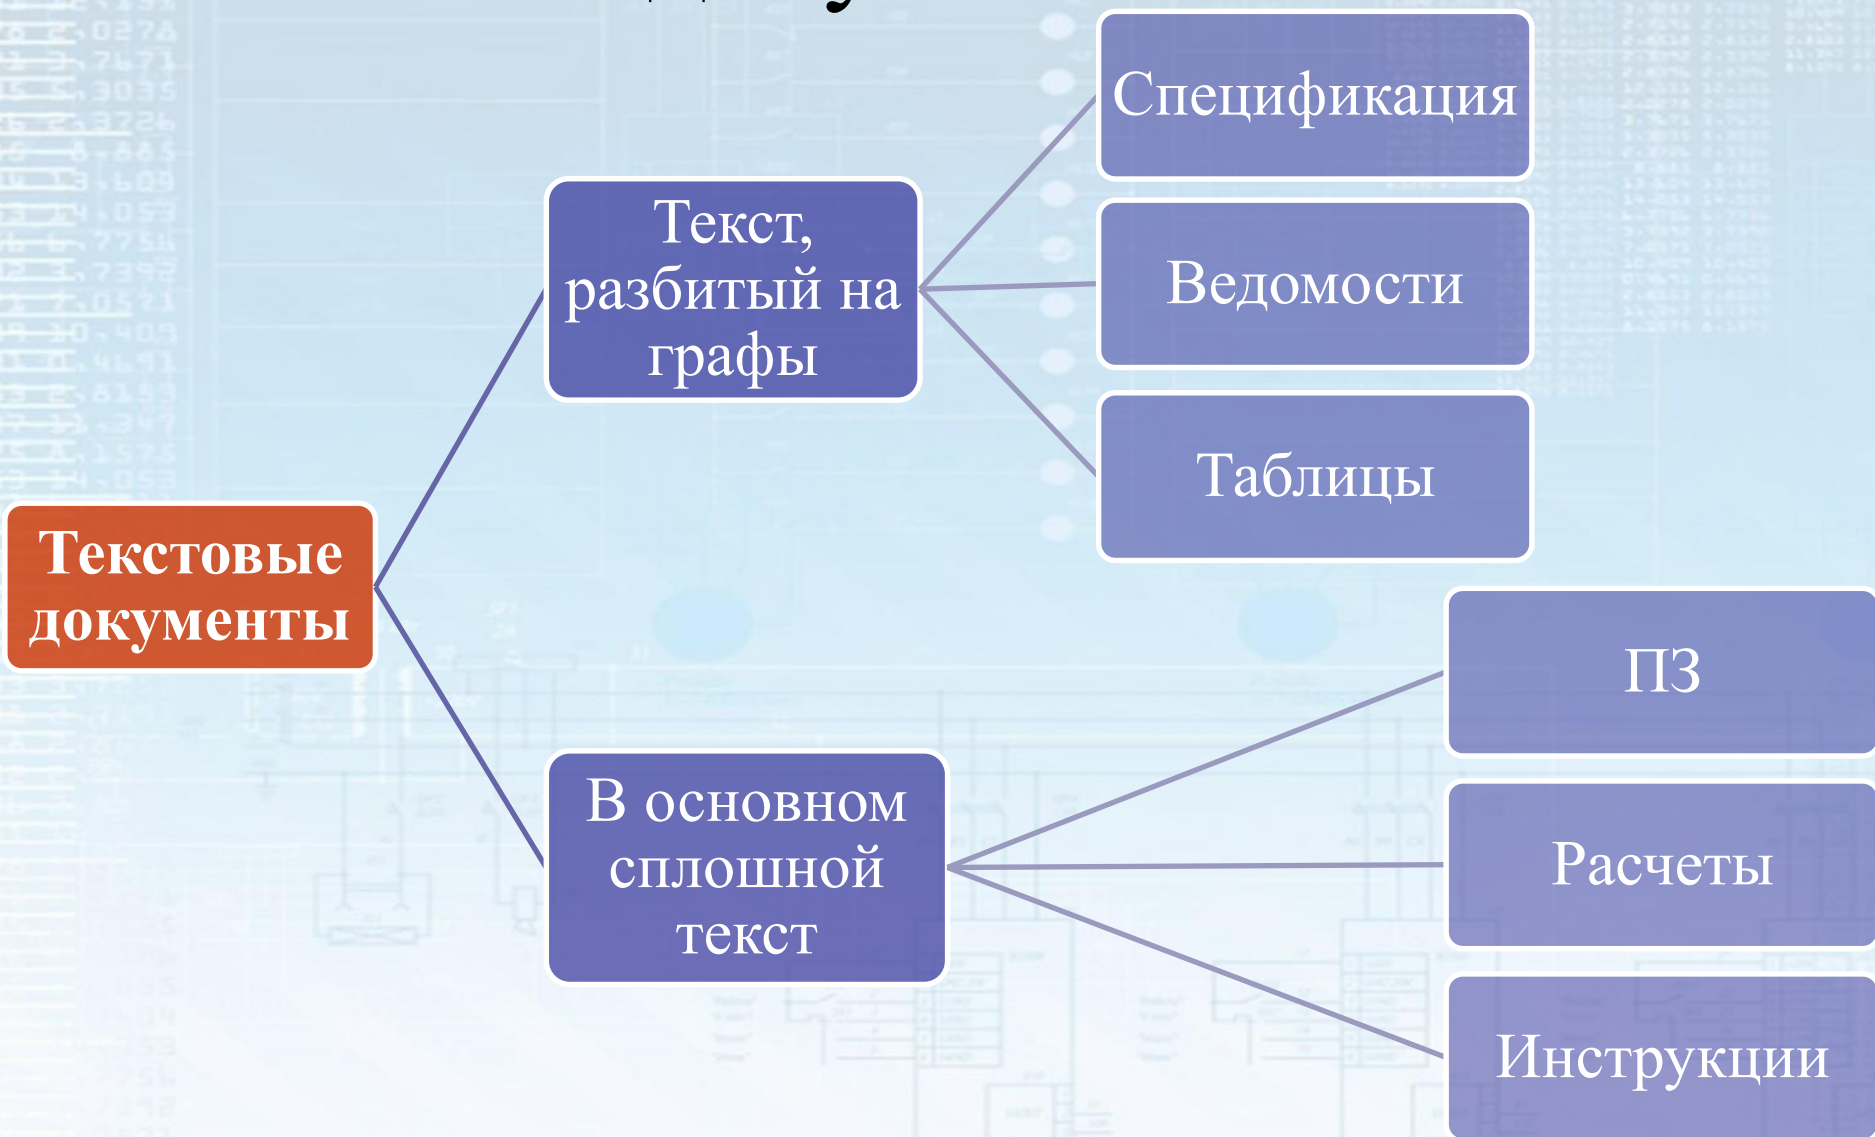 Спецификация
Текст,
разбитый на
графы
Ведомости
Таблицы
Текстовые
документы
ПЗ
В основном
сплошной
текст
Расчеты
Инструкции